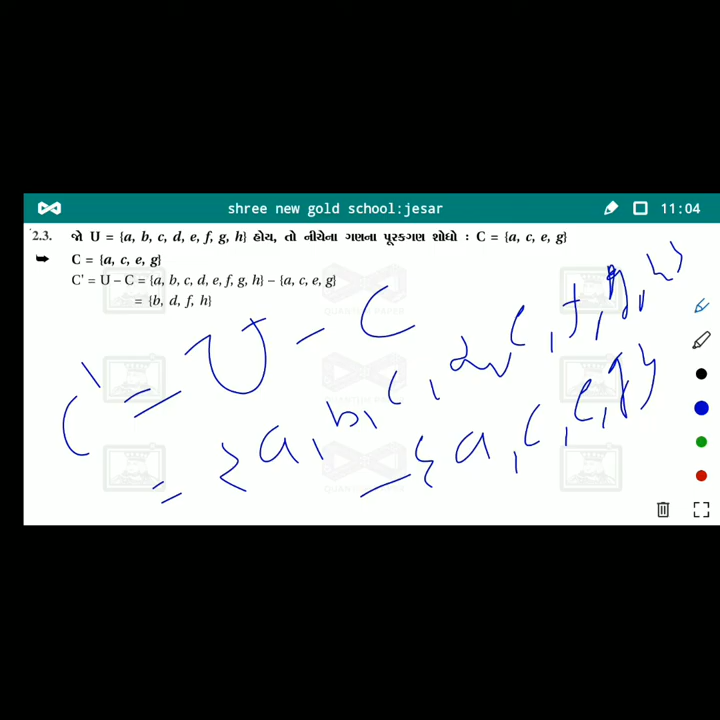 shree new gold school:jesar 11:04
2.3. જો U = {a, b, c, d, e, f, g, h} હોય, તો નીચેના ગણના પૂરકગણ શોધો : C = {a, c, e, g}
➥ C = {a, c, e, g}
C' = U – C = {a, b, c, d, e, f, g, h} – {a, c, e, g}
= {b, d, f, h}
C' = U - C
= {a, b, c, d, e, f, g, h}
- {a, c, e, g}